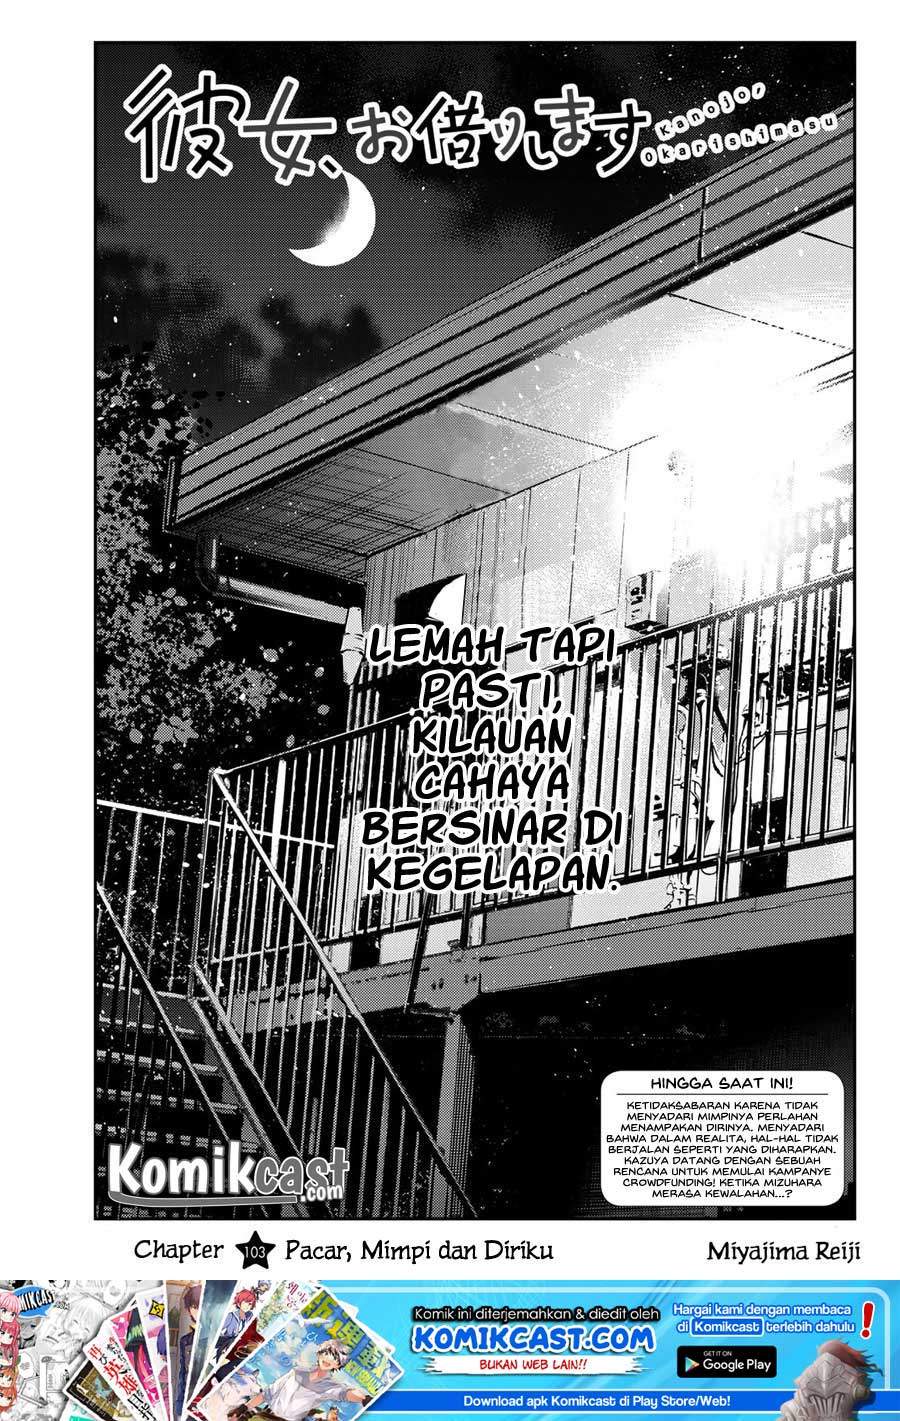 彼女、お借りします
Kanojo,
Okarishimasu
LEMAH TAPI
PASTI,
KILAUAN
CAHAYA
BERSINAR DI
KEGELAPAN.
HINGGA SAAT INI!
KETIDAKSABARAN KARENA TIDAK
MENYADARI MIMPINYA PERLAHAN
MENAMPAKAN DIRINYA. MENYADARI
BAHWA DALAM REALITA, HAL-HAL TIDAK
BERJALAN SEPERTI YANG DIHARAPKAN.
KAZUYA DATANG DENGAN SEBUAH
RENCANA UNTUK MEMULAI KAMPANYE
CROWDFUNDING! KETIKA MIZUHARA
MERASA KEWALAHAN...?
Komikcast
.com
Chapter 103 Pacar, Mimpi dan Diriku
Miyajima Reiji
Komik ini diterjemahkan & diedit oleh
KOMIKCAST.COM
BUKAN WEB LAIN!!
Hargai kami dengan membaca
di Komikcast terlebih dahulu !
GET IT ON
Google Play
Download apk Komikcast di Play Store/Web!